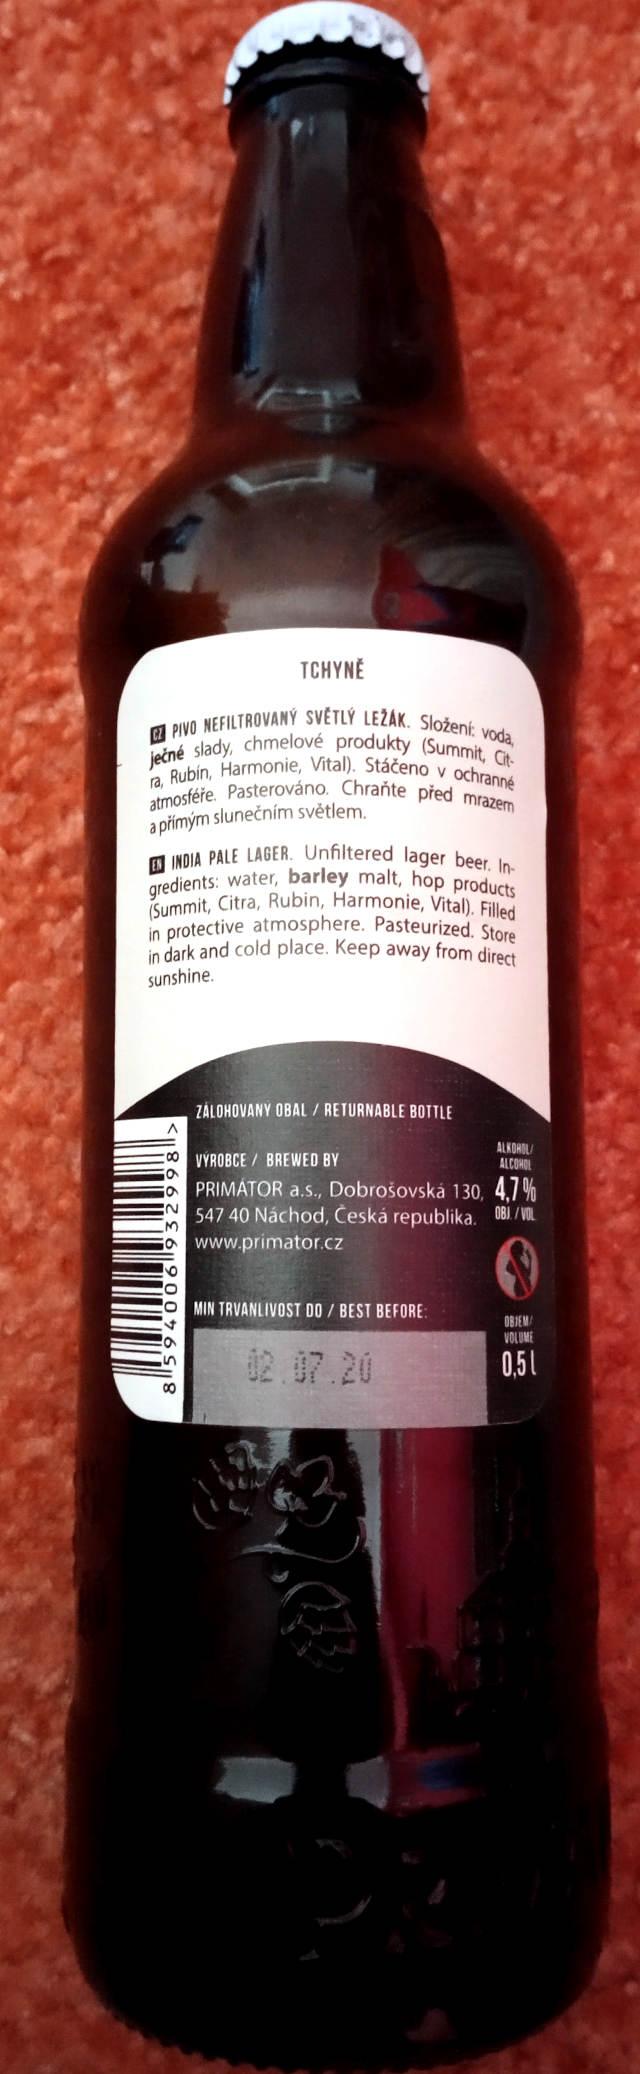 TCHYNĚ
CZ PIVO NEFILTROVANÝ SVĚTLÝ LEŽÁK. Složení: voda,
ječné slady, chmelové produkty (Summit, Cit-
ra, Rubín, Harmonie, Vital). Stáčeno v ochranné
atmosféře. Pasterováno. Chraňte před mrazem
a přímým slunečním světlem.
EN INDIA PALE LAGER. Unfiltered lager beer. In-
gredients: water, barley malt, hop products
(Summit, Citra, Rubin, Harmonie, Vital). Filled
in protective atmosphere. Pasteurized. Store
in dark and cold place. Keep away from direct
sunshine.
ZÁLOHOVANÝ OBAL / RETURNABLE BOTTLE
VÝROBCE / BREWED BY
PRIMÁTOR a.s., Dobrošovská 130,
547 40 Náchod, Česká republika.
www.primator.cz
ALKOHOL/
ALCOHOL
4,7 %
OBJ. / VOL.
MIN TRVANLIVOST DO / BEST BEFORE:
02.07.20
OBJEM/
VOLUME
0,5 l
8 594006 932998 >